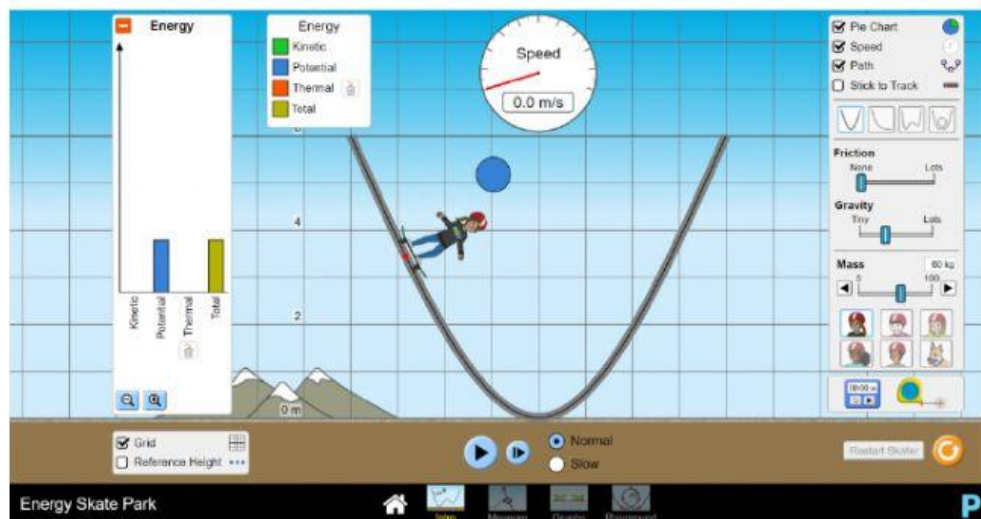 Energy
Energy
Kinetic
Potential
Thermal
Total
Speed
0.0 m/s
4
2
0 m
Kinetic
Potential
Thermal
Total
Pie Chart
Speed
Path
Stick to Track
Friction
None Lots
Gravity
Tiny Lots
Mass 60 kg
100
Grid
Reference Height
Normal
Slow
Restart Skater
Energy Skate Park
Intro
Measure
Graphs
Playground
P